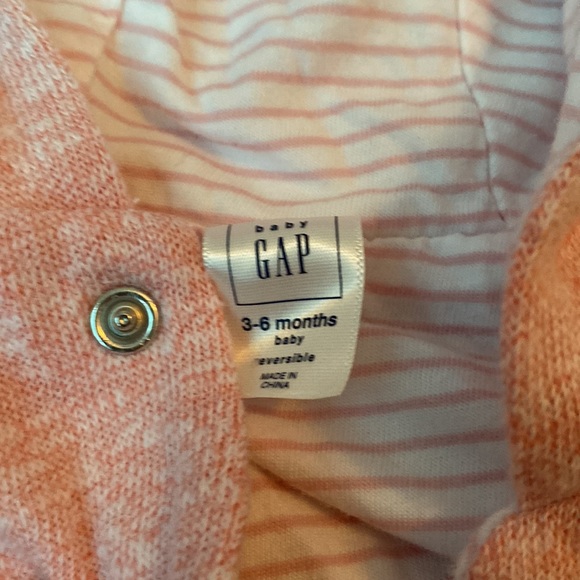 baby
GAP
3-6 months
baby
reversible
MADE IN
CHINA